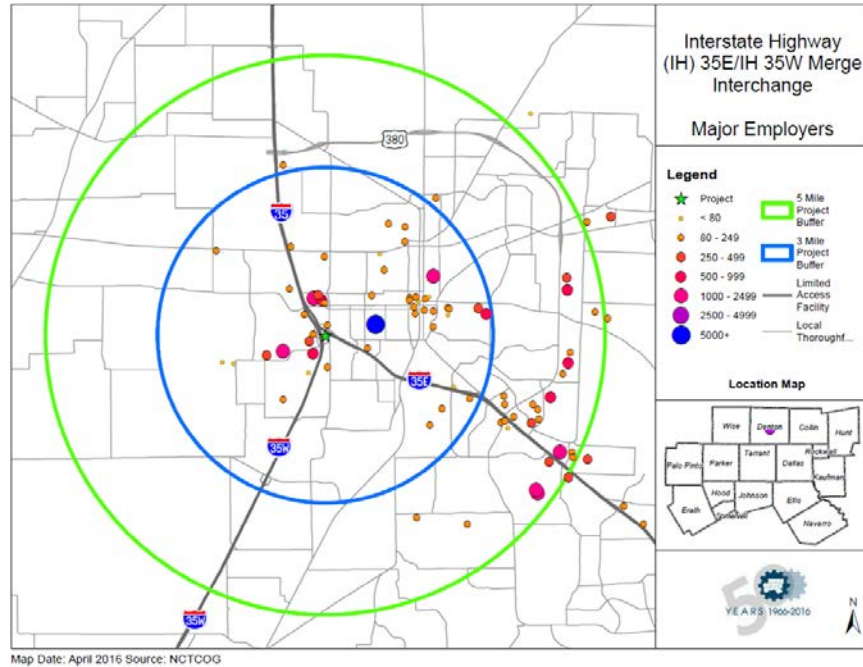 Interstate Highway
(IH) 35E/IH 35W Merge
Interchange
Major Employers
Legend
Project
< 80
80 - 249
250 - 499
500 - 999
1000 - 2499
2500 - 4999
5000+
5 Mile
Project
Buffer
3 Mile
Project
Buffer
Limited
Access
Facility
Local
Thoroughf...
380
35
35E
35W
35W
Location Map
Wise
Denton
Collin
Hunt
Palo Pinto
Parker
Tarrant
Dallas
Rockwall
Kaufman
Hood
Johnson
Ellis
Erath
Somervell
Navarro
50
YEARS 1966-2016
N
Map Date: April 2016 Source: NCTCOG